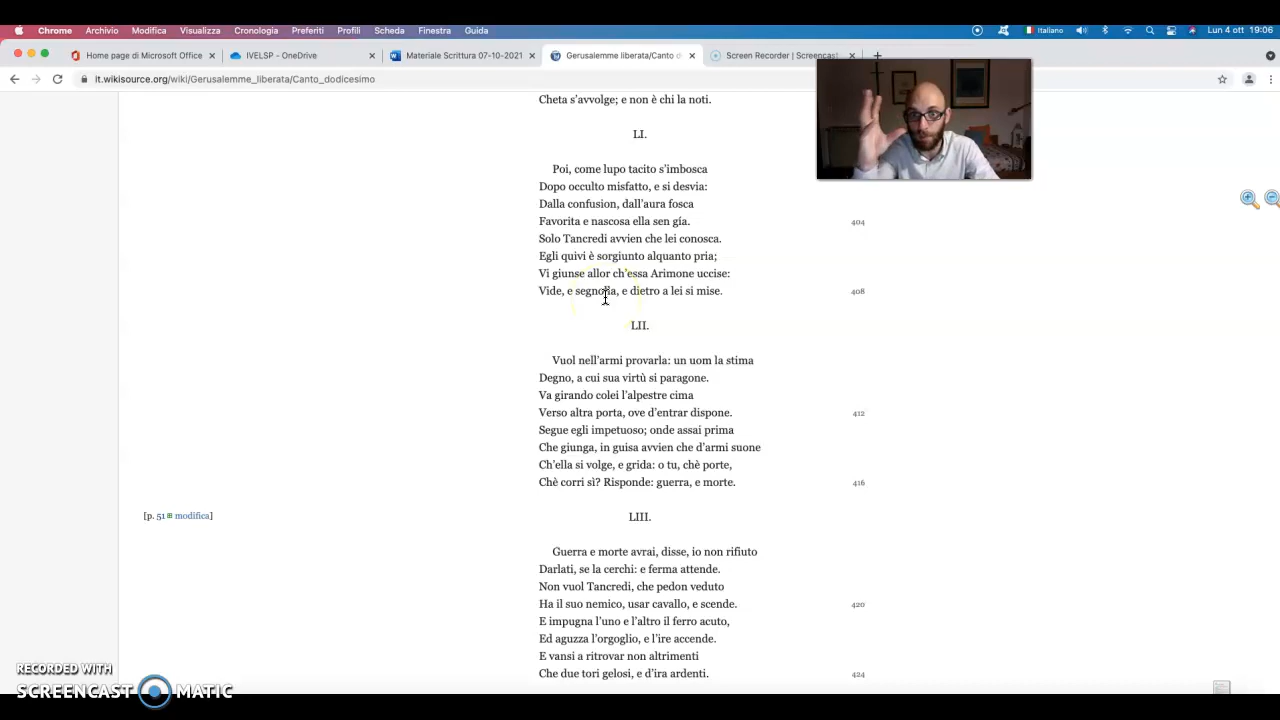 Chrome Archivio Modifica Visualizza Cronologia Preferiti Profili Scheda Finestra Guida Italiano Lun 4 ott 19:06
Home page di Microsoft Office IVELSP - OneDrive Materiale Scrittura 07-10-2021 Gerusalemme liberata/Canto d Screen Recorder | Screencas
it.wikisource.org/wiki/Gerusalemme_liberata/Canto_dodicesimo
Cheta s'avvolge; e non è chi la noti.
LI.
Poi, come lupo tacito s'imbosca
Dopo occulto misfatto, e si desvia:
Dalla confusion, dall'aura fosca
Favorita e nascosa ella sen gía. 404
Solo Tancredi avvien che lei conosca.
Egli quivi è sorgiunto alquanto pria;
Vi giunse allor ch'essa Arimone uccise:
Vide, e segnolla, e dietro a lei si mise. 408
LII.
Vuol nell'armi provarla: un uom la stima
Degno, a cui sua virtù si paragone.
Va girando colei l'alpestre cima
Verso altra porta, ove d'entrar dispone. 412
Segue egli impetuoso; onde assai prima
Che giunga, in guisa avvien che d'armi suone
Ch'ella si volge, e grida: o tu, chè porte,
Chè corri sì? Risponde: guerra, e morte. 416
[p. 51 modifica]
LIII.
Guerra e morte avrai, disse, io non rifiuto
Darlati, se la cerchi: e ferma attende.
Non vuol Tancredi, che pedon veduto
Ha il suo nemico, usar cavallo, e scende. 420
E impugna l'uno e l'altro il ferro acuto,
Ed aguzza l'orgoglio, e l'ire accende.
E vansi a ritrovar non altrimenti
Che due tori gelosi, e d'ira ardenti. 424
RECORDED WITH
SCREENCAST MATIC